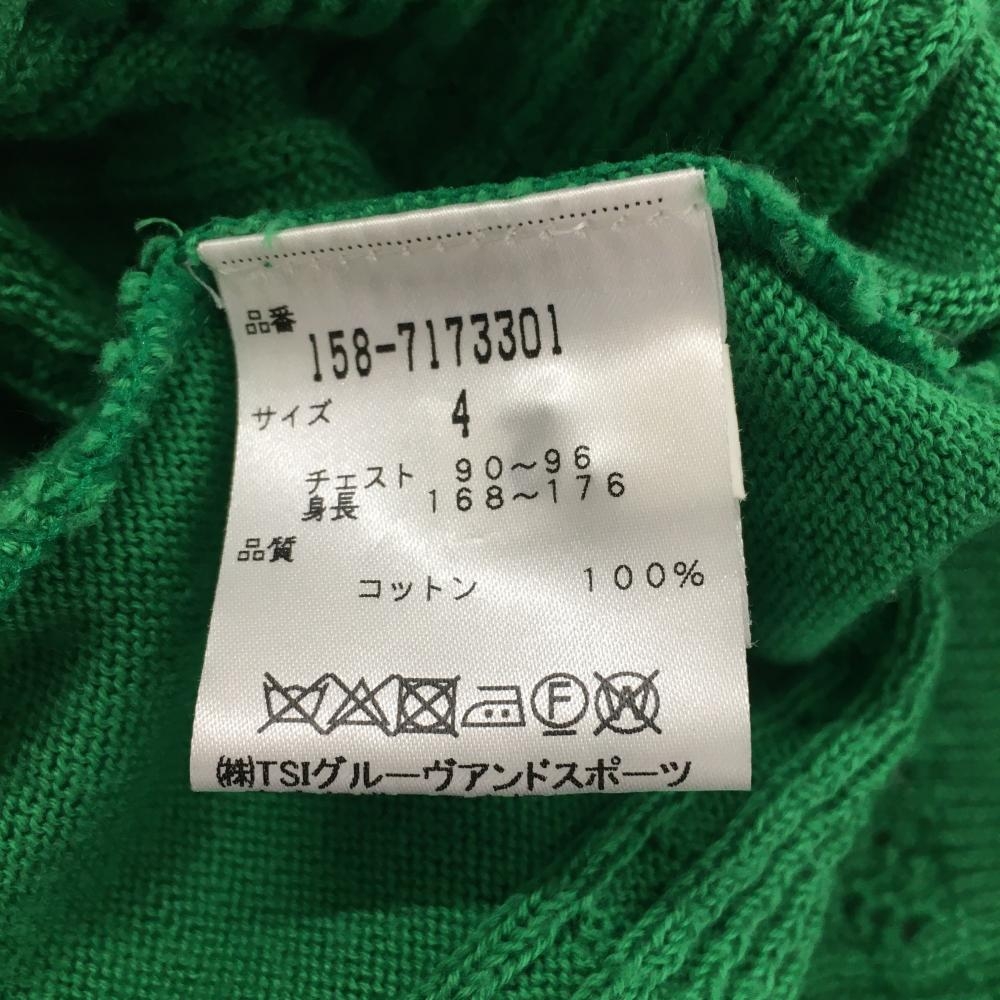 品番
158-7173301
サイズ 4
チェスト 90～96
身長 168～176
品質
コットン 100%
F W
㈱TSIグルーヴアンドスポーツ